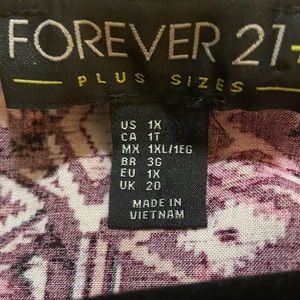 FOREVER 21+
PLUS SIZES
US 1X
CA 1T
MX 1XL/1EG
BR 3G
EU 1X
UK 20
MADE IN
VIETNAM